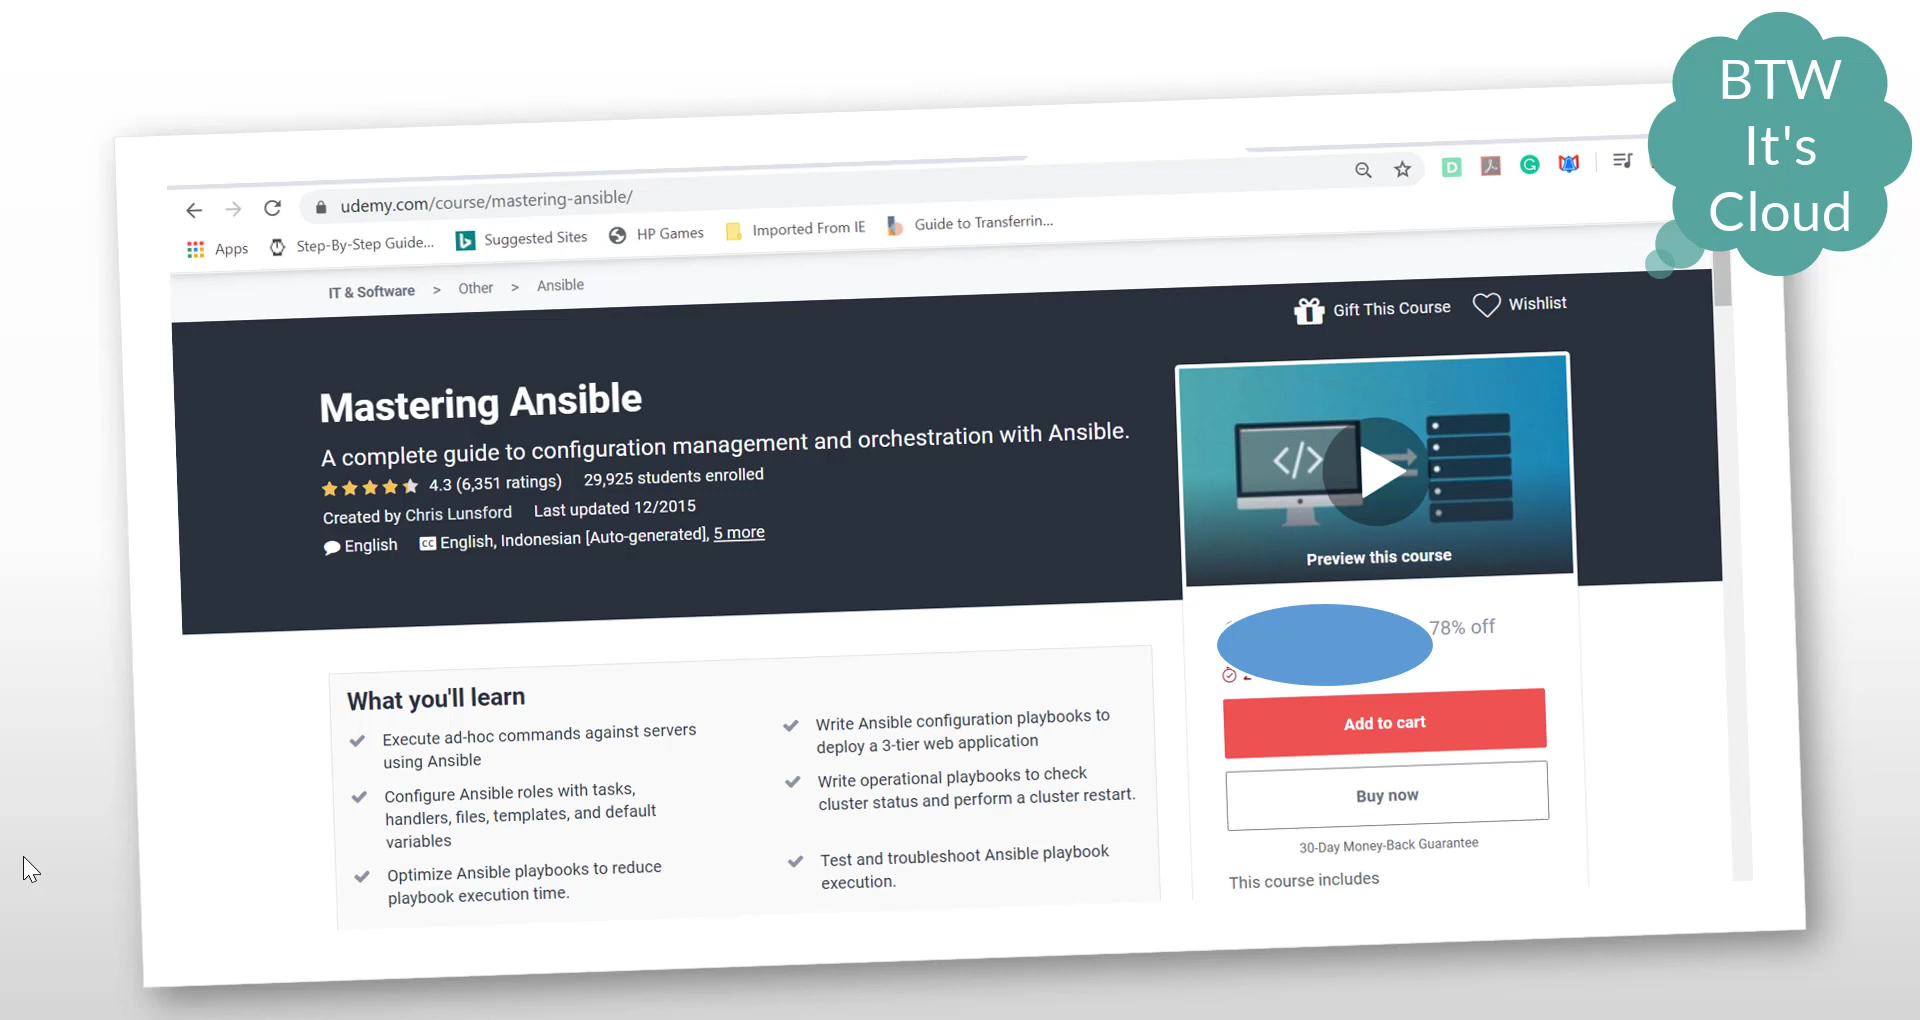 BTW
It's
Cloud
udemy.com/course/mastering-ansible/
Apps
Step-By-Step Guide...
Suggested Sites
HP Games
Imported From IE
Guide to Transferrin...
IT & Software > Other > Ansible
Gift This Course
Wishlist
Mastering Ansible
A complete guide to configuration management and orchestration with Ansible.
4.3 (6,351 ratings) 29,925 students enrolled
Created by Chris Lunsford Last updated 12/2015
English
CC English, Indonesian [Auto-generated], 5 more
</>
Preview this course
78% off
Add to cart
Buy now
30-Day Money-Back Guarantee
This course includes
What you'll learn
Execute ad-hoc commands against servers
using Ansible
Configure Ansible roles with tasks,
handlers, files, templates, and default
variables
Optimize Ansible playbooks to reduce
playbook execution time.
Write Ansible configuration playbooks to
deploy a 3-tier web application
Write operational playbooks to check
cluster status and perform a cluster restart.
Test and troubleshoot Ansible playbook
execution.